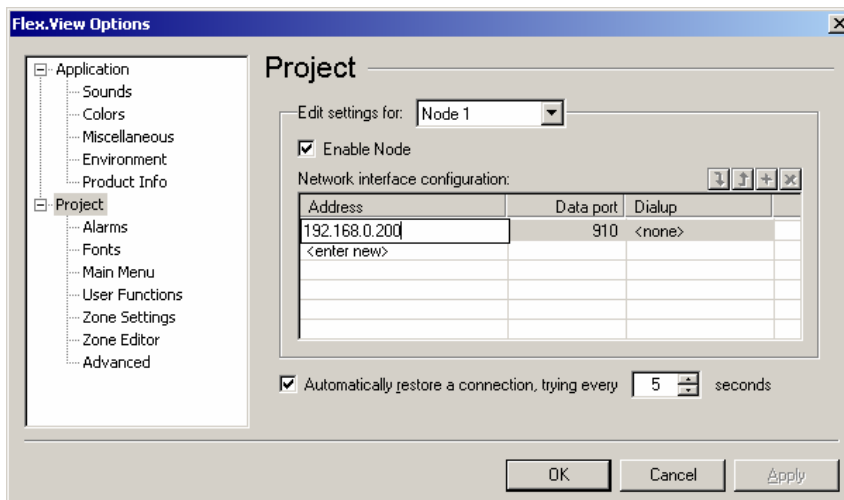 Flex.View Options
Application
Sounds
Colors
Miscellaneous
Environment
Product Info
Project
Alarms
Fonts
Main Menu
User Functions
Zone Settings
Zone Editor
Advanced
Project
Edit settings for: Node 1
Enable Node
Network interface configuration:
Address Data port Dialup
192.168.0.200 910 <none>
<enter new>
Automatically restore a connection, trying every 5 seconds
OK Cancel Apply